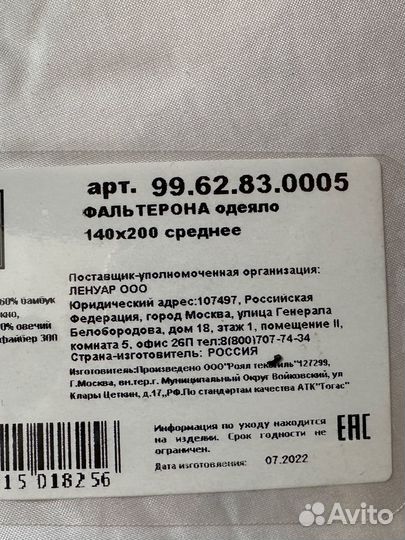 арт. 99.62.83.0005
ФАЛЬТЕРОНА одеяло
140х200 среднее
Поставщик-уполномоченная организация:
ЛЕНУАР ООО
60% бамбук
Юридический адрес:107497, Российская
Федерация, город Москва, улица Генерала
0% овечий
Белобородова, дом 18, этаж 1, помещение II,
файбер 300
комната 5, офис 26П тел:8(800)707-74-34
Страна-изготовитель: РОССИЯ
Изготовитель:Произведено ООО"Роял текстиль"127299,
Г.Москва, вн.тер.г. Муниципальный Округ Войковский, ул
Клары Цеткин, д.17,,РФ.По стандартам качества АТК"Тогас"
Информация по уходу находится
на изделии. Срок годности не
ограничен.
EAC
Дата изготовления: 07.2022
15 018256
Avito